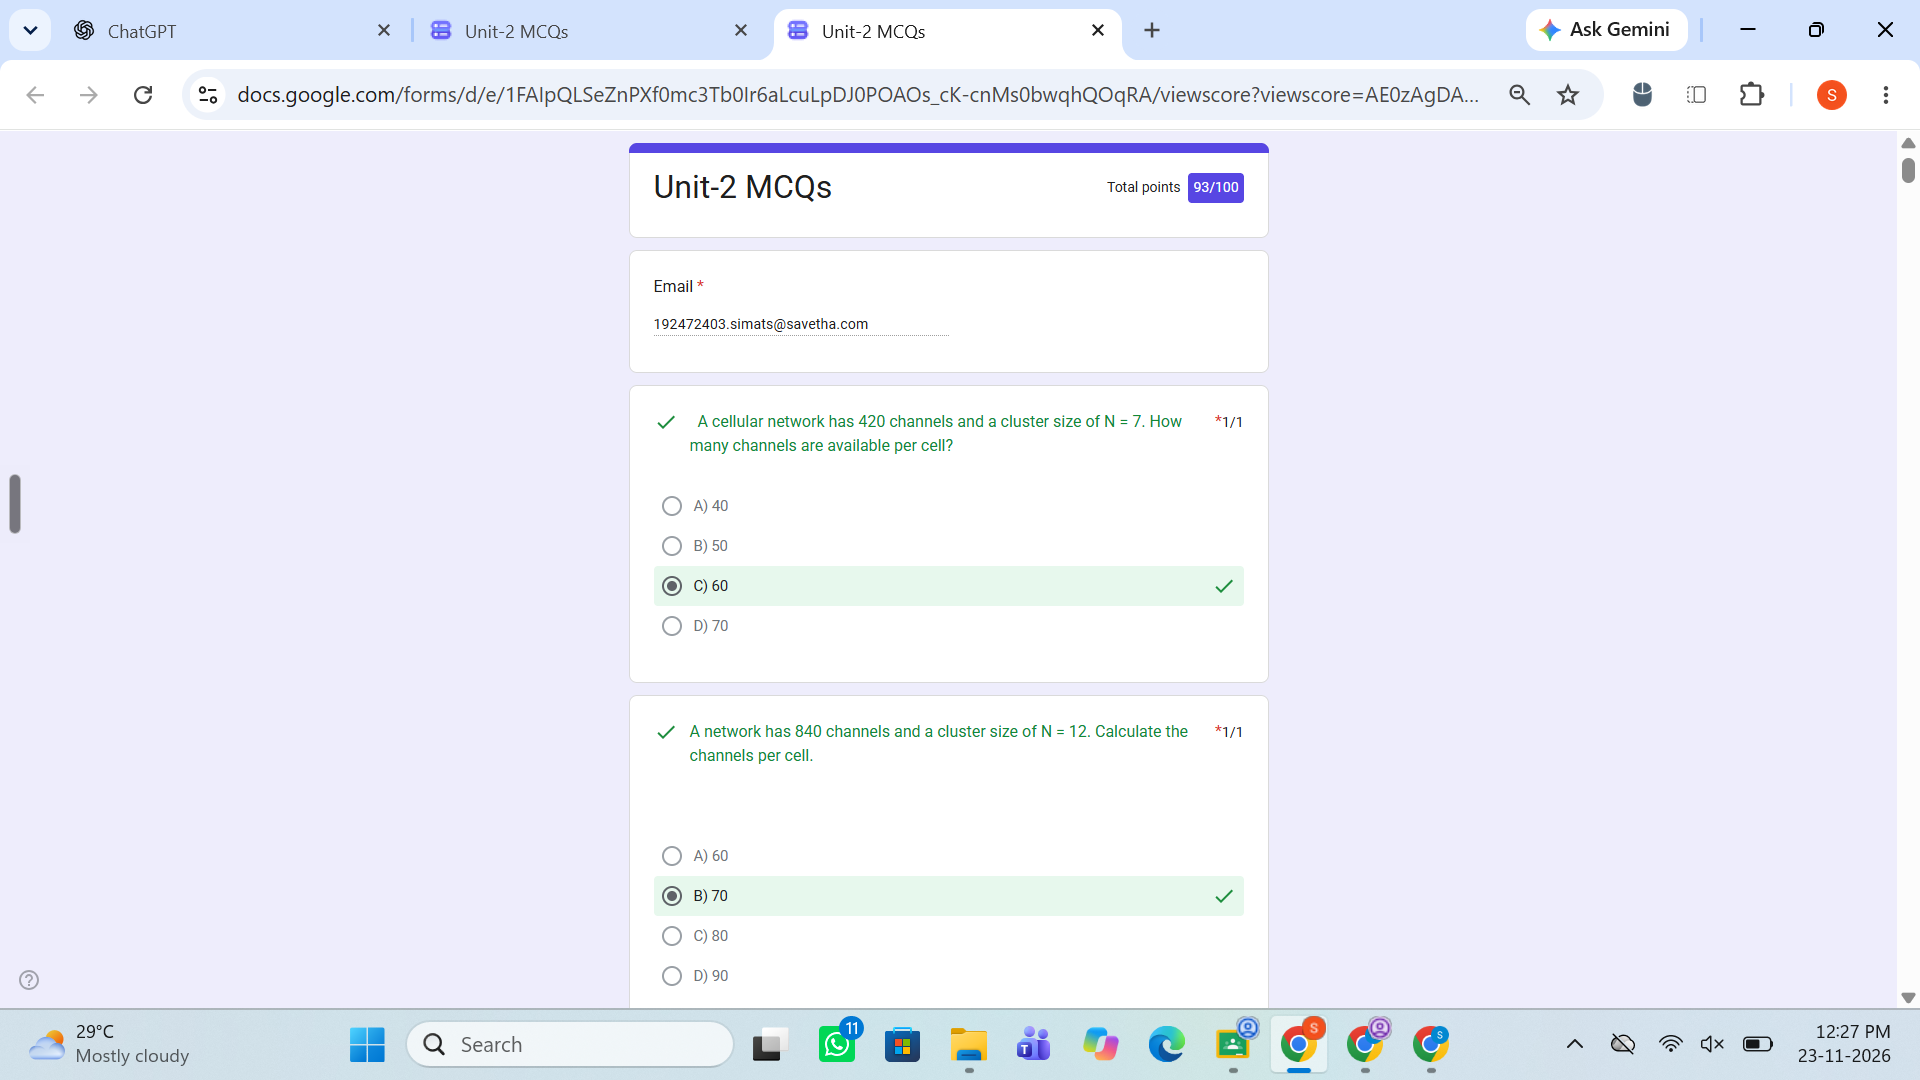 ChatGPT
Unit-2 MCQs
Unit-2 MCQs
Ask Gemini
docs.google.com/forms/d/e/1FAIpQLSeZnPXf0mc3Tb0Ir6aLcuLpDJ0POAOs_cK-cnMs0bwqhQOqRA/viewscore?viewscore=AE0zAgDA...
S
Unit-2 MCQs
Total points 93/100
Email *
192472403.simats@savetha.com
A cellular network has 420 channels and a cluster size of N = 7. How *1/1
many channels are available per cell?
A) 40
B) 50
C) 60
D) 70
A network has 840 channels and a cluster size of N = 12. Calculate the *1/1
channels per cell.
A) 60
B) 70
C) 80
D) 90
29°C
Mostly cloudy
Search
11
T
S
S
12:27 PM
23-11-2026